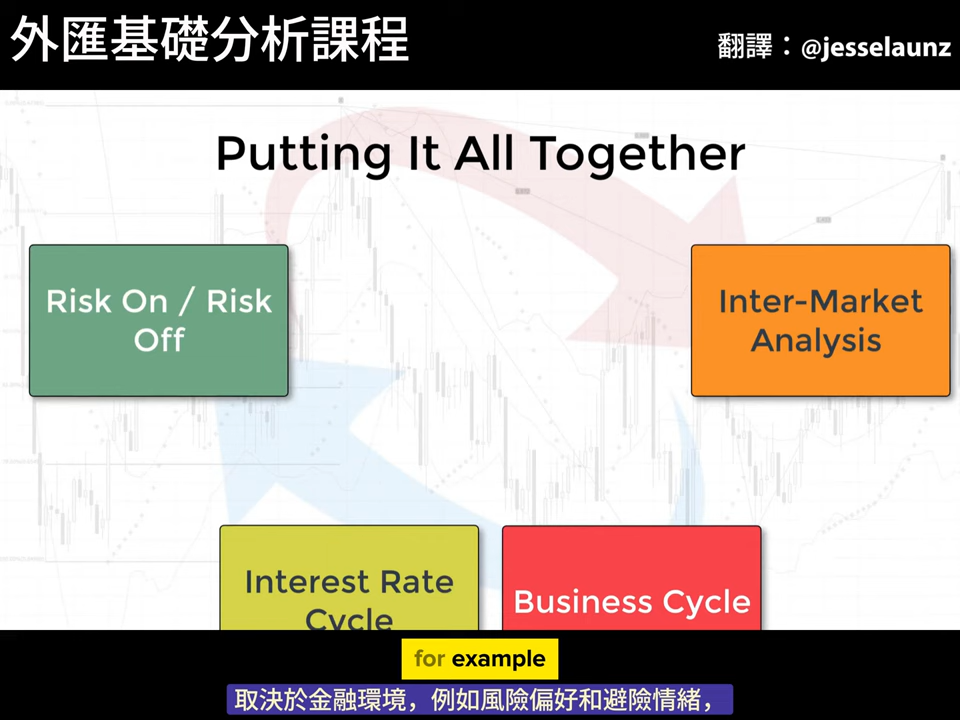 外匯基礎分析課程
翻譯：@jesselaunz
Putting It All Together
Risk On / Risk
Off
Inter-Market
Analysis
Interest Rate
Cycle
Business Cycle
for example
取決於金融環境，例如風險偏好和避險情緒，